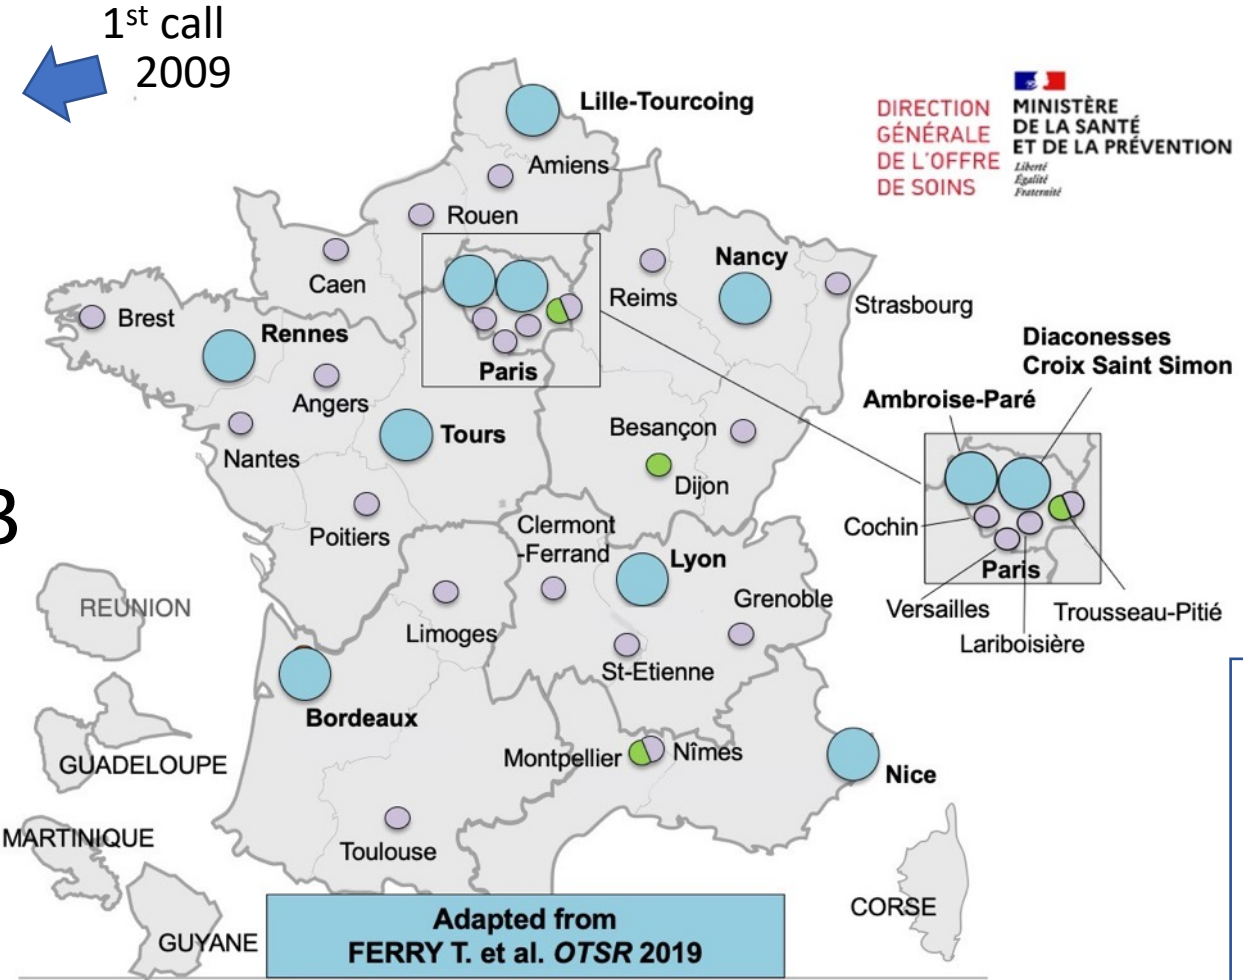 1st call
2009
DIRECTION
GÉNÉRALE
DE L'OFFRE
DE SOINS
MINISTÈRE
DE LA SANTÉ
ET DE LA PRÉVENTION
Liberté
Égalité
Fraternité
Lille-Tourcoing
Amiens
Rouen
Caen
Reims
Nancy
Strasbourg
Brest
Rennes
Paris
Angers
Nantes
Tours
Besançon
Dijon
Poitiers
Diaconesses
Croix Saint Simon
Ambroise-Paré
Cochin
Paris
Versailles
Lariboisière
Trousseau-Pitié
3
Clermont
-Ferrand
Lyon
Grenoble
Limoges
St-Etienne
REUNION
Bordeaux
GUADELOUPE
Montpellier
Nîmes
Nice
MARTINIQUE
Toulouse
GUYANE
CORSE
Adapted from
FERRY T. et al. OTSR 2019